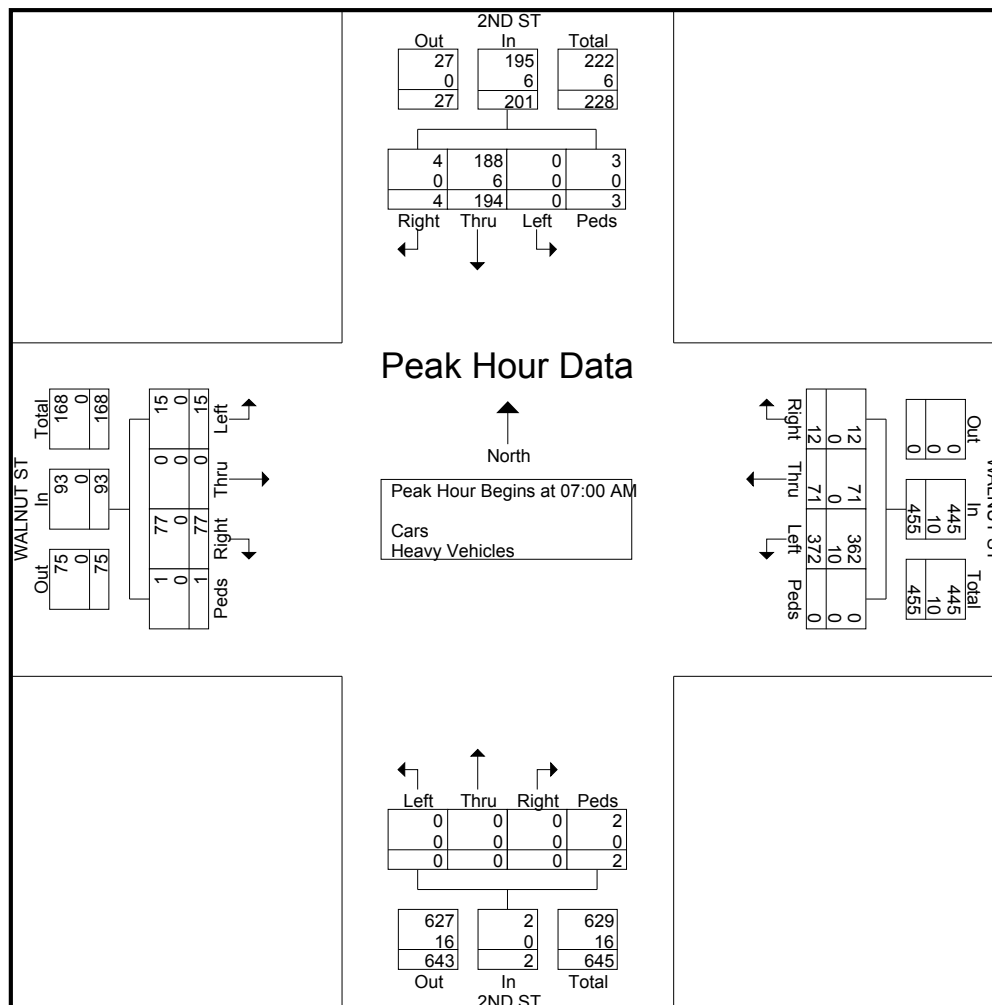 2ND ST
Out In Total
27 195 222
0 6 6
27 201 228
4 188 0 3
0 6 0 0
4 194 0 3
Right Thru Left Peds
Peak Hour Data
North
Peak Hour Begins at 07:00 AM
Cars
Heavy Vehicles
WALNUT ST
Out In Total
75 93 168
0 0 0
75 93 168
1 77 0 15
0 0 0 0
1 77 0 15
Peds Right Thru Left
WALNUT ST
Out In Total
0 445 445
0 10 10
0 455 455
12 71 362 0
0 0 10 0
12 71 372 0
Right Thru Left Peds
Left Thru Right Peds
0 0 0 2
0 0 0 0
0 0 0 2
627 2 629
16 0 16
643 2 645
Out In Total
2ND ST